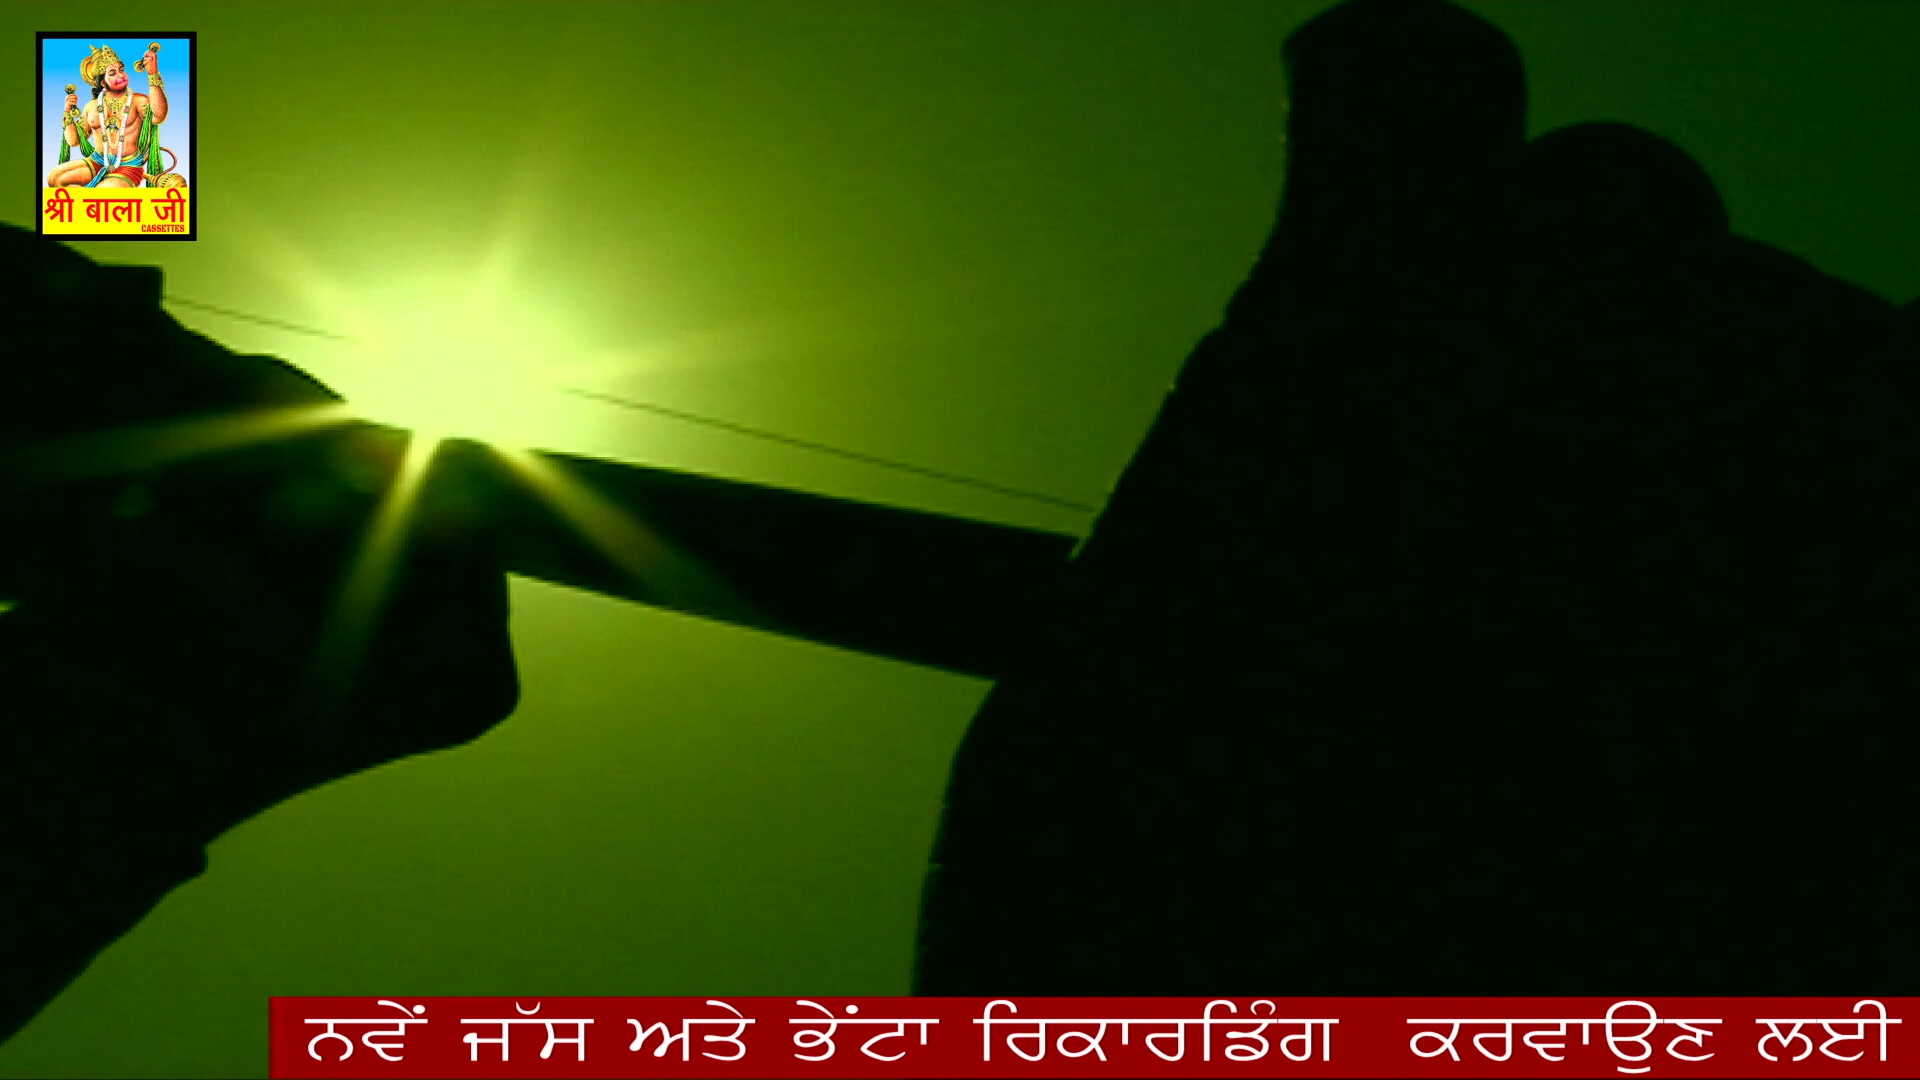 श्री बाला जी
CASSETTES
ਨਵੇਂ ਜੱਸ ਅਤੇ ਭੇਂਟਾ ਰਿਕਾਰਡਿੰਗ ਕਰਵਾਉਣ ਲਈ